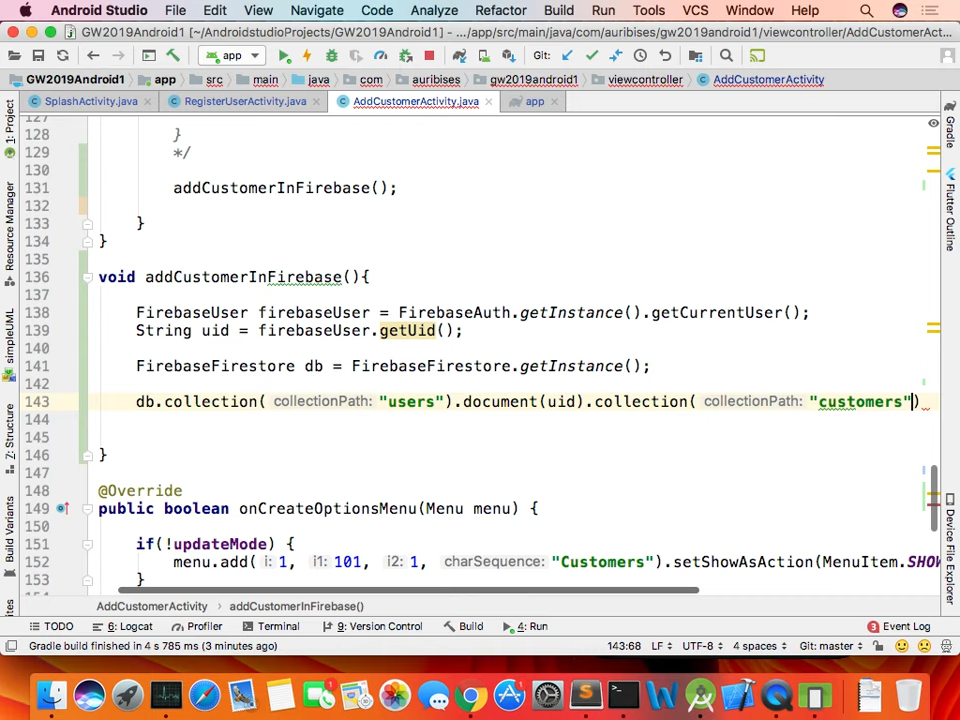 Android Studio File Edit View Navigate Code Analyze Refactor Build Run Tools VCS Window Help
GW2019Android1 [~/AndroidstudioProjects/GW2019Android1] - .../app/src/main/java/com/auribises/gw2019android1/viewcontroller/AddCustomerAct...
app Git:
GW2019Android1 app src main java com auribises gw2019android1 viewcontroller AddCustomerActivity
SplashActivity.java RegisterUserActivity.java AddCustomerActivity.java app
127
128 }
129 */
130
131 addCustomerInFirebase();
132
133 }
134 }
135
136 void addCustomerInFirebase(){
137
138 FirebaseUser firebaseUser = FirebaseAuth.getInstance().getCurrentUser();
139 String uid = firebaseUser.getUid();
140
141 FirebaseFirestore db = FirebaseFirestore.getInstance();
142
143 db.collection( collectionPath: "users").document(uid).collection( collectionPath: "customers")
144
145
146 }
147
148 @Override
149 public boolean onCreateOptionsMenu(Menu menu) {
150
151 if(!updateMode) {
152 menu.add( i: 1, i1: 101, i2: 1, charSequence: "Customers").setShowAsAction(MenuItem.SHOW
153 }
1: Project
Resource Manager
simpleUML
7: Structure
Build Variants
Gradle
Flutter Outline
Device File Explorer
AddCustomerActivity addCustomerInFirebase()
TODO 6: Logcat Profiler Terminal 9: Version Control Build 4: Run 3 Event Log
Gradle build finished in 4 s 785 ms (3 minutes ago) 143:68 LF UTF-8 4 spaces Git: master